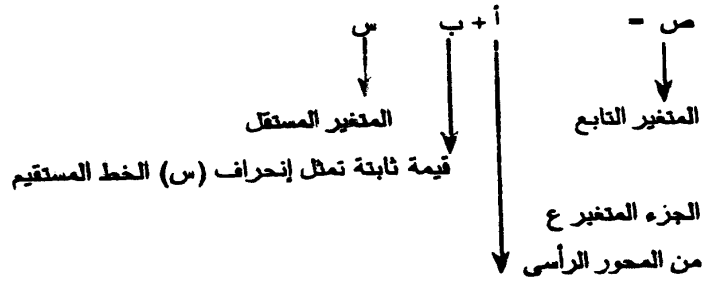 ص = أ + ب س
المتغير التابع
المتغير المستقل
قيمة ثابتة تمثل إنحراف (س) الخط المستقيم
الجزء المتغير ع
من المحور الرأسى